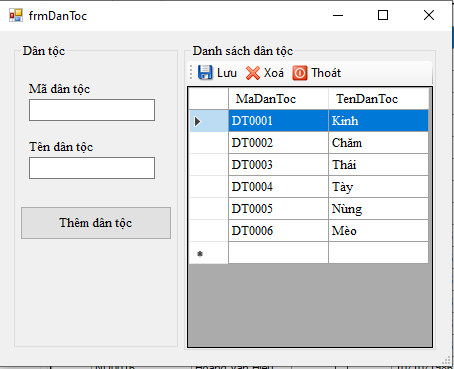 frmDanToc
Dân tộc
Mã dân tộc
Tên dân tộc
Thêm dân tộc
Danh sách dân tộc
Lưu Xoá Thoát
MaDanToc TenDanToc
DT0001 Kinh
DT0002 Chăm
DT0003 Thái
DT0004 Tày
DT0005 Nùng
DT0006 Mèo